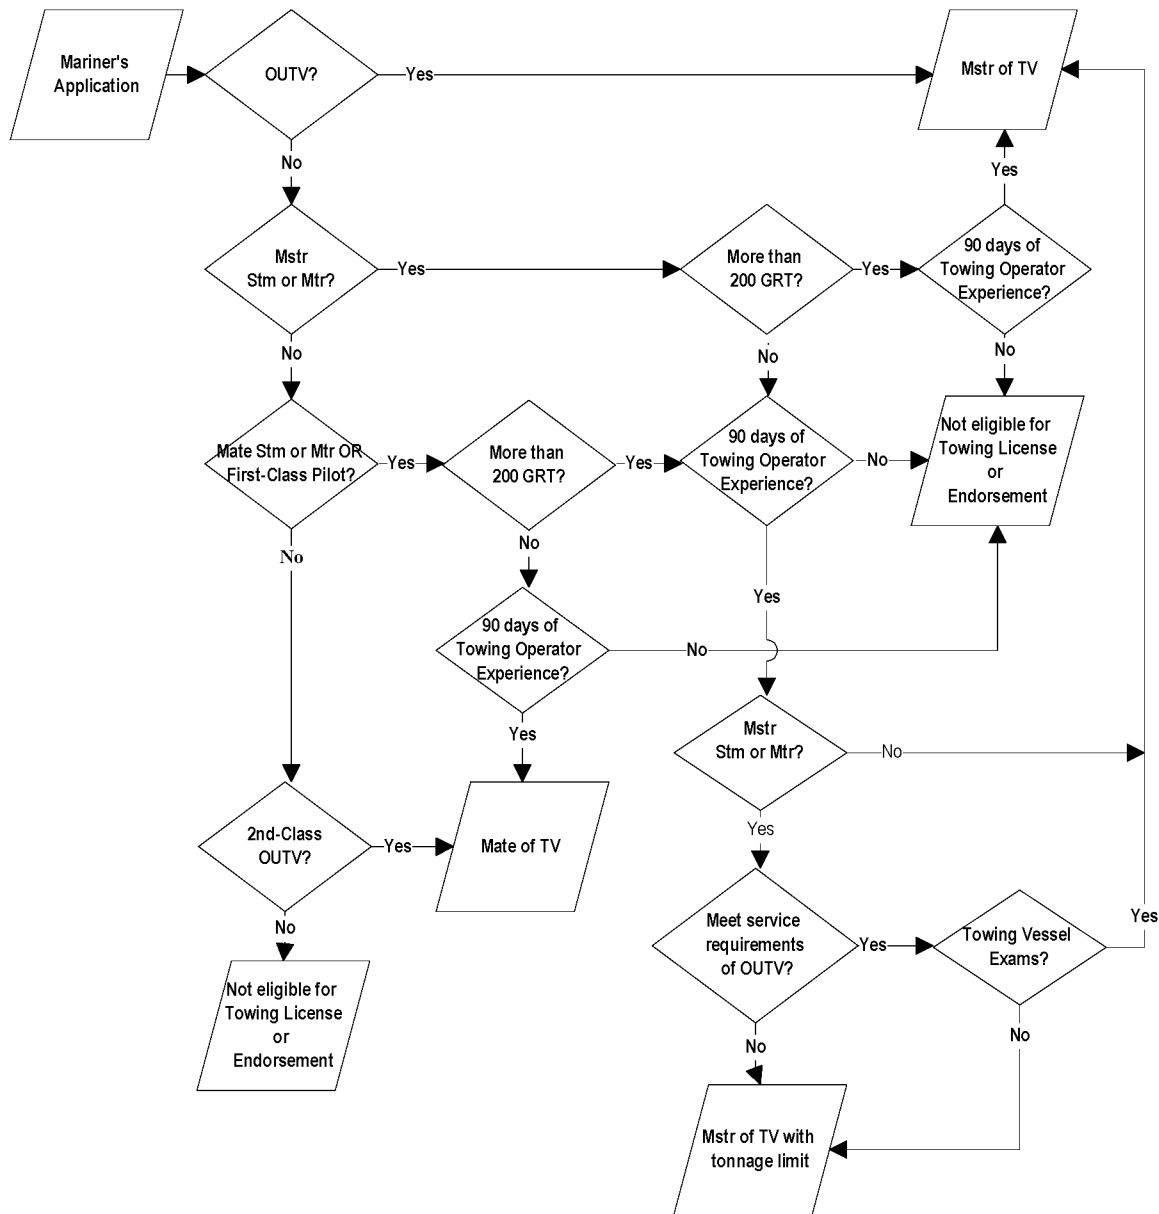 Mariner's
Application
OUTV?
Yes
Mstr of TV
No
Yes
Mstr
Stm or Mtr?
Yes
More than
200 GRT?
Yes
90 days of
Towing Operator
Experience?
No
No
No
Mate Stm or Mtr OR
First-Class Pilot?
Yes
More than
200 GRT?
Yes
90 days of
Towing Operator
Experience?
No
Not eligible for
Towing License
or
Endorsement
No
No
Yes
90 days of
Towing Operator
Experience?
No
Yes
Mstr
Stm or Mtr?
No
Yes
2nd-Class
OUTV?
Yes
Mate of TV
No
Meet service
requirements
of OUTV?
Yes
Towing Vessel
Exams?
Yes
Not eligible for
Towing License
or
Endorsement
No
No
Mstr of TV with
tonnage limit